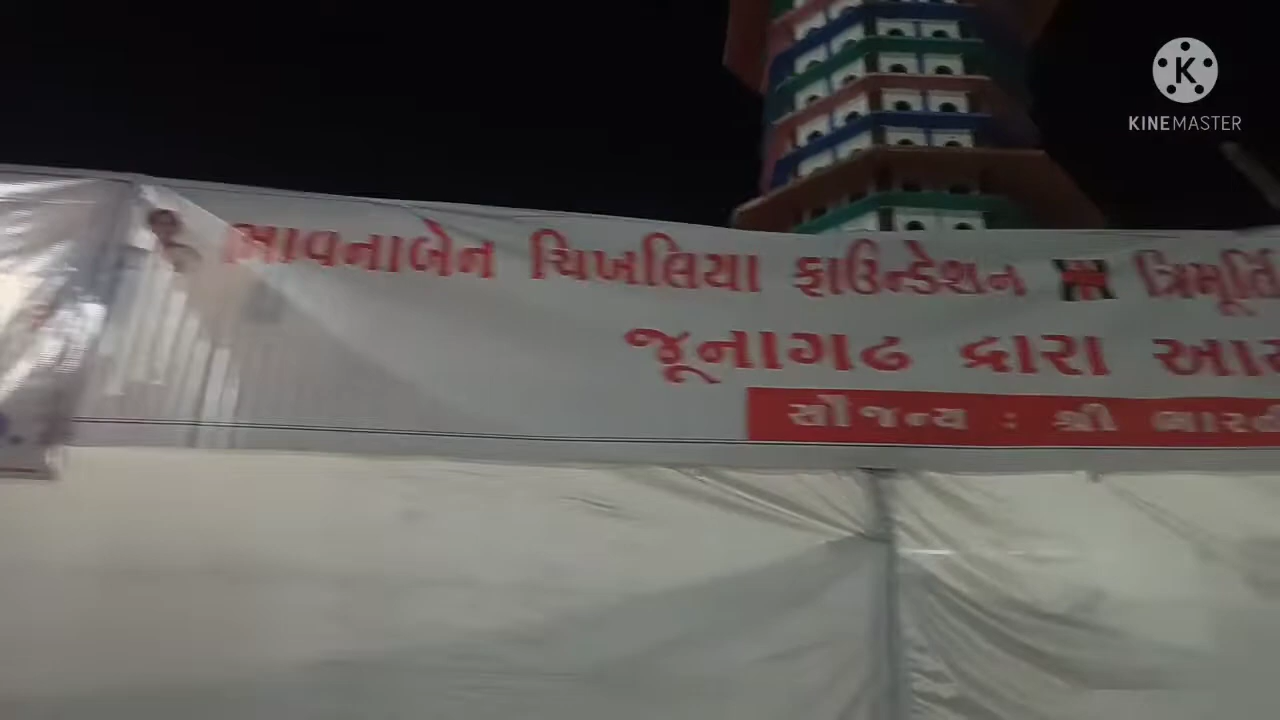 KINEMASTER
ભાવનાબેન ચિખલિયા ફાઉન્ડેશન ત્રિમૂર્તિ
જૂનાગઢ દ્વારા
સૌજન્ય : શ્રી